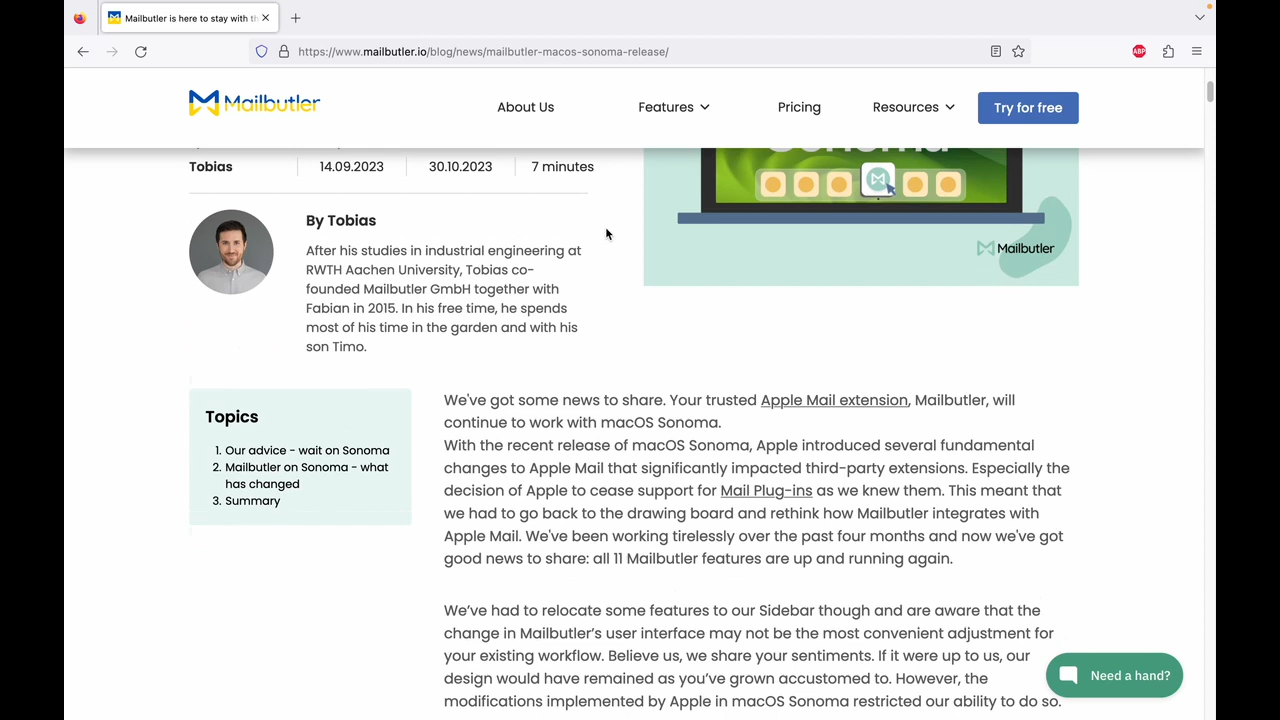 Mailbutler is here to stay with th
https://www.mailbutler.io/blog/news/mailbutler-macos-sonoma-release/
ABP
Mailbutler
About Us
Features
Pricing
Resources
Try for free
Sonoma
Tobias
14.09.2023
30.10.2023
7 minutes
Mailbutler
By Tobias
After his studies in industrial engineering at
RWTH Aachen University, Tobias co-
founded Mailbutler GmbH together with
Fabian in 2015. In his free time, he spends
most of his time in the garden and with his
son Timo.
Topics
1. Our advice - wait on Sonoma
2. Mailbutler on Sonoma - what
has changed
3. Summary
We've got some news to share. Your trusted Apple Mail extension, Mailbutler, will
continue to work with macOS Sonoma.
With the recent release of macOS Sonoma, Apple introduced several fundamental
changes to Apple Mail that significantly impacted third-party extensions. Especially the
decision of Apple to cease support for Mail Plug-ins as we knew them. This meant that
we had to go back to the drawing board and rethink how Mailbutler integrates with
Apple Mail. We've been working tirelessly over the past four months and now we've got
good news to share: all 11 Mailbutler features are up and running again.
We’ve had to relocate some features to our Sidebar though and are aware that the
change in Mailbutler’s user interface may not be the most convenient adjustment for
your existing workflow. Believe us, we share your sentiments. If it were up to us, our
design would have remained as you’ve grown accustomed to. However, the
modifications implemented by Apple in macOS Sonoma restricted our ability to do so.
Need a hand?